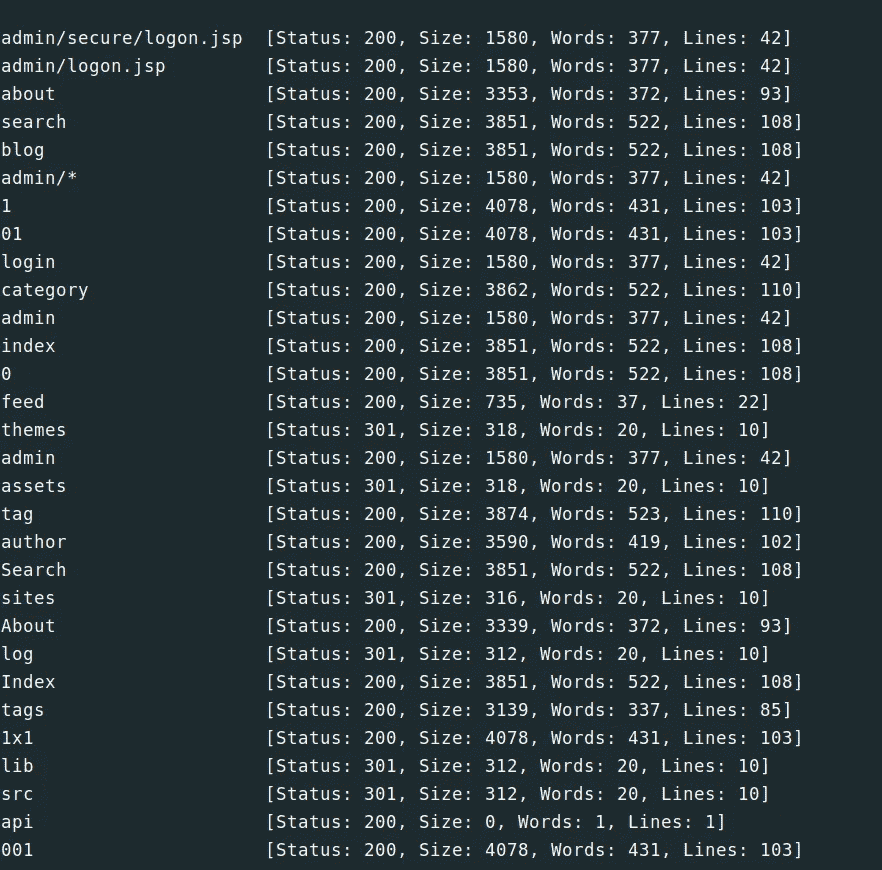 admin/secure/logon.jsp [Status: 200, Size: 1580, Words: 377, Lines: 42]
admin/logon.jsp [Status: 200, Size: 1580, Words: 377, Lines: 42]
about [Status: 200, Size: 3353, Words: 372, Lines: 93]
search [Status: 200, Size: 3851, Words: 522, Lines: 108]
blog [Status: 200, Size: 3851, Words: 522, Lines: 108]
admin/* [Status: 200, Size: 1580, Words: 377, Lines: 42]
1 [Status: 200, Size: 4078, Words: 431, Lines: 103]
01 [Status: 200, Size: 4078, Words: 431, Lines: 103]
login [Status: 200, Size: 1580, Words: 377, Lines: 42]
category [Status: 200, Size: 3862, Words: 522, Lines: 110]
admin [Status: 200, Size: 1580, Words: 377, Lines: 42]
index [Status: 200, Size: 3851, Words: 522, Lines: 108]
0 [Status: 200, Size: 3851, Words: 522, Lines: 108]
feed [Status: 200, Size: 735, Words: 37, Lines: 22]
themes [Status: 301, Size: 318, Words: 20, Lines: 10]
admin [Status: 200, Size: 1580, Words: 377, Lines: 42]
assets [Status: 301, Size: 318, Words: 20, Lines: 10]
tag [Status: 200, Size: 3874, Words: 523, Lines: 110]
author [Status: 200, Size: 3590, Words: 419, Lines: 102]
Search [Status: 200, Size: 3851, Words: 522, Lines: 108]
sites [Status: 301, Size: 316, Words: 20, Lines: 10]
About [Status: 200, Size: 3339, Words: 372, Lines: 93]
log [Status: 301, Size: 312, Words: 20, Lines: 10]
Index [Status: 200, Size: 3851, Words: 522, Lines: 108]
tags [Status: 200, Size: 3139, Words: 337, Lines: 85]
1x1 [Status: 200, Size: 4078, Words: 431, Lines: 103]
lib [Status: 301, Size: 312, Words: 20, Lines: 10]
src [Status: 301, Size: 312, Words: 20, Lines: 10]
api [Status: 200, Size: 0, Words: 1, Lines: 1]
001 [Status: 200, Size: 4078, Words: 431, Lines: 103]